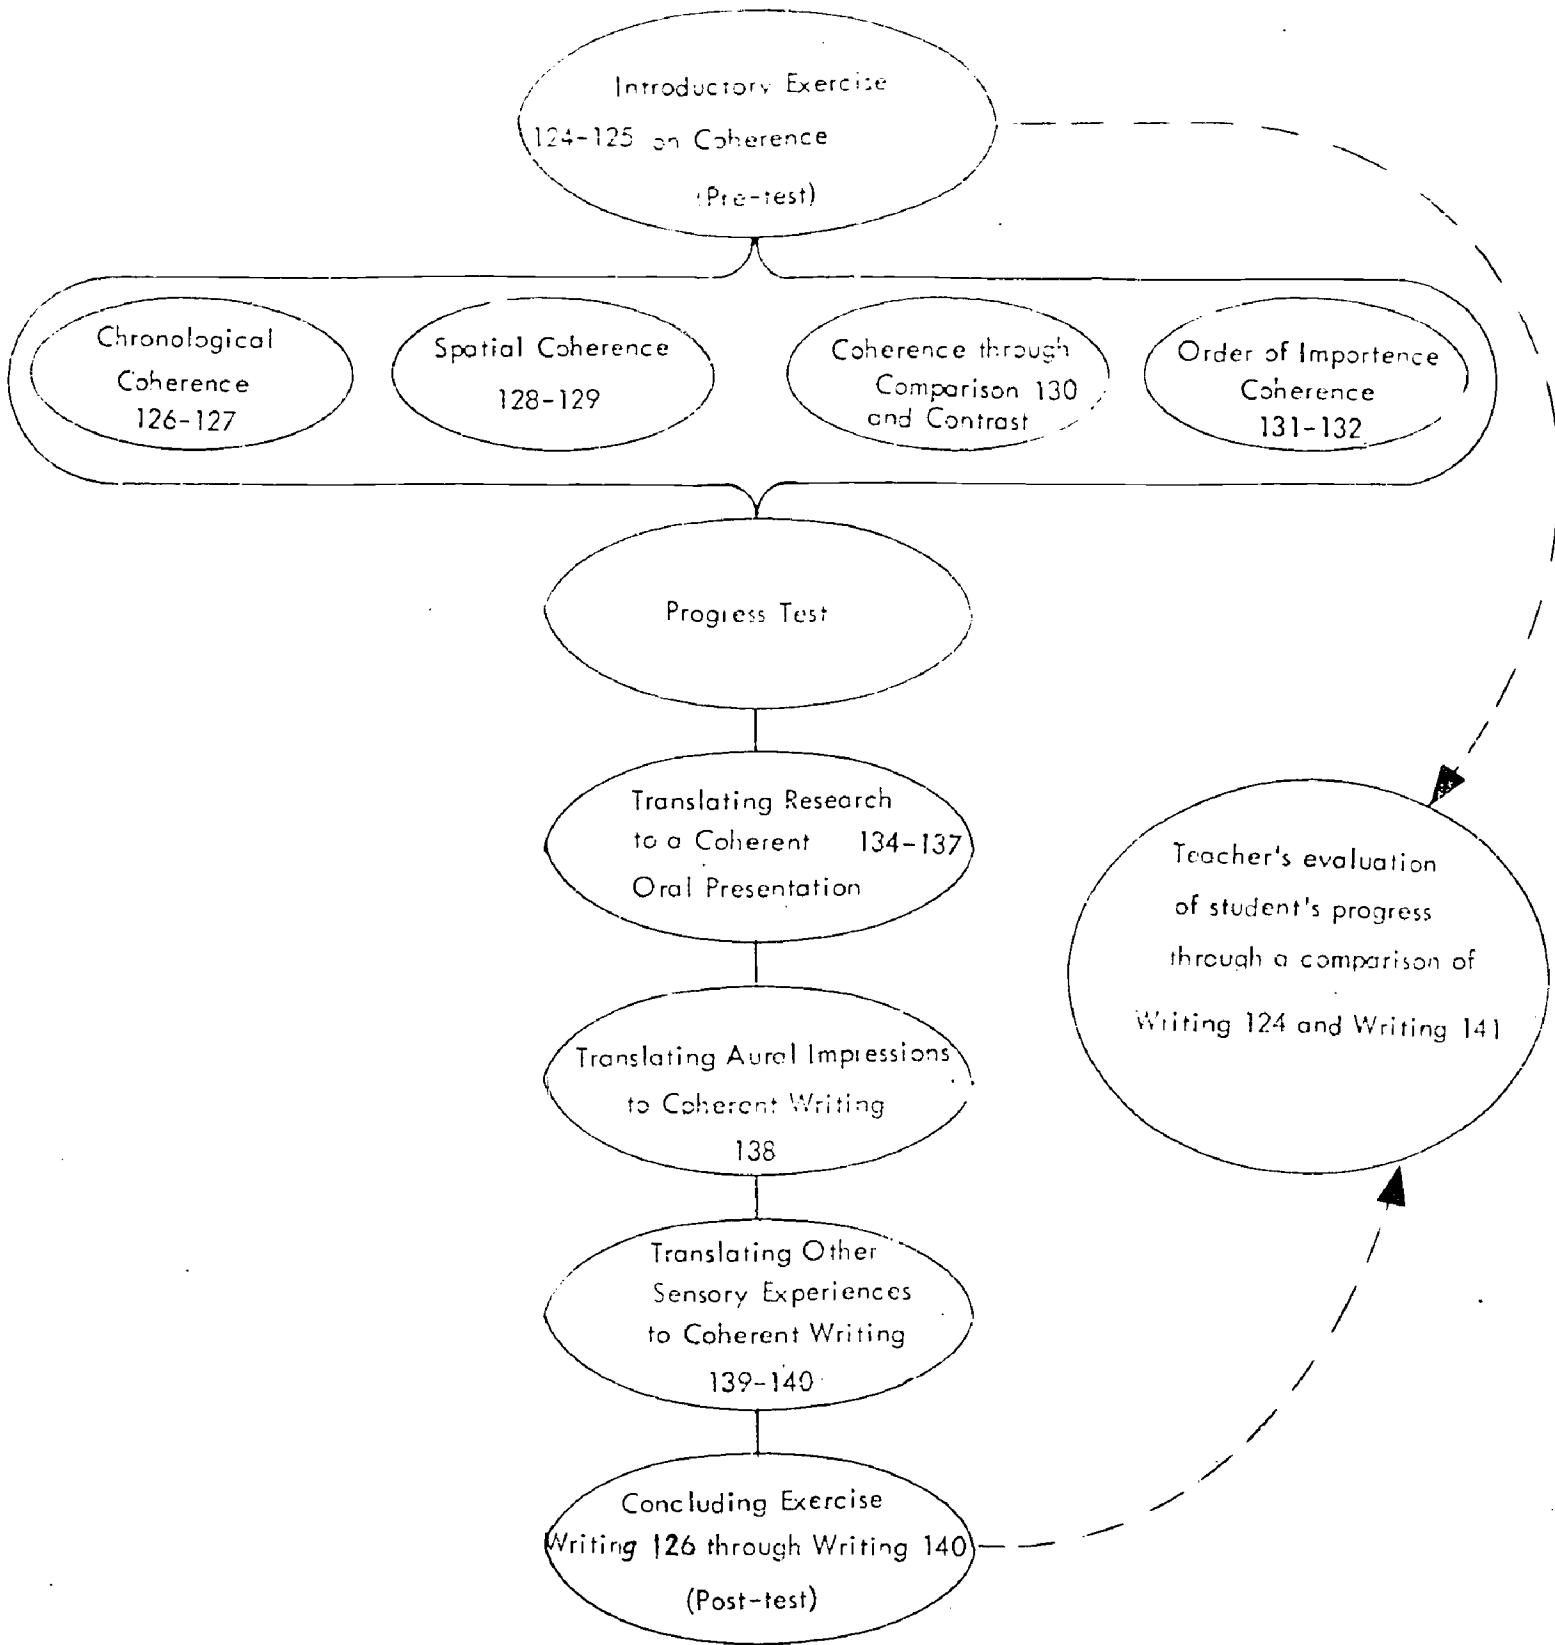 Introductory Exercise
124-125 on Coherence
(Pre-test)
Chronological
Coherence
126-127
Spatial Coherence
128-129
Coherence through
Comparison 130
and Contrast
Order of Importence
Coherence
131-132
Progress Test
Translating Research
to a Coherent 134-137
Oral Presentation
Translating Aural Impressions
to Coherent Writing
138
Translating Other
Sensory Experiences
to Coherent Writing
139-140
Concluding Exercise
Writing 126 through Writing 140
(Post-test)
Teacher's evaluation
of student's progress
through a comparison of
Writing 124 and Writing 141